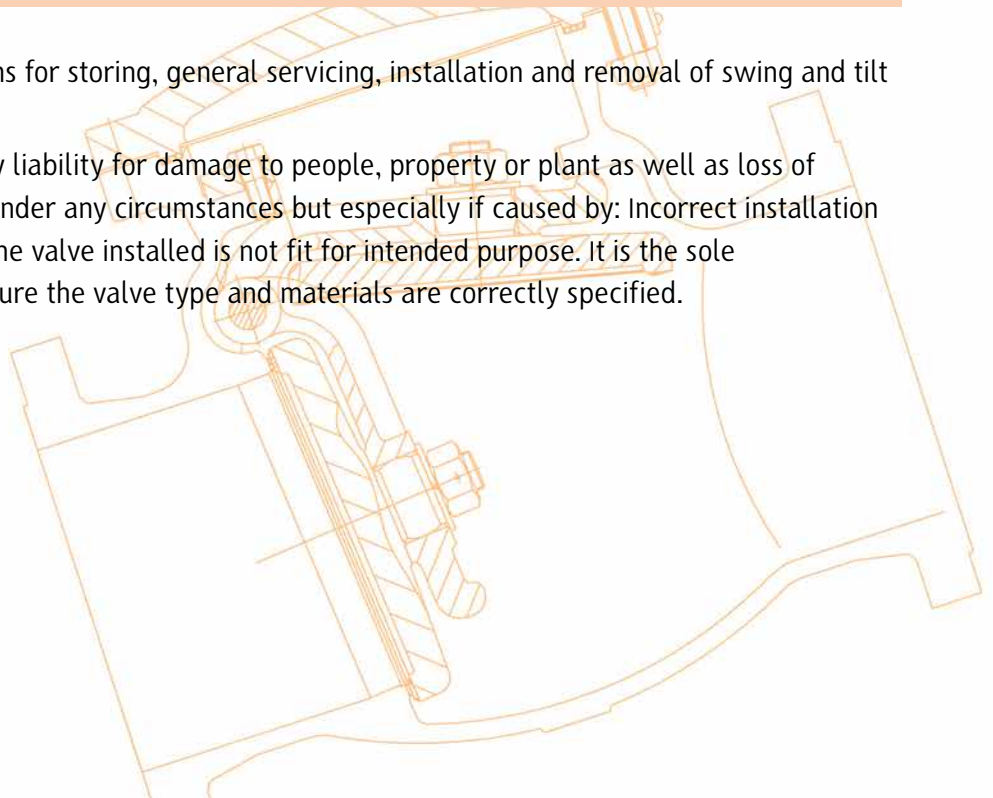 ns for storing, general servicing, installation and removal of swing and tilt
y liability for damage to people, property or plant as well as loss of
nder any circumstances but especially if caused by: Incorrect installation
ne valve installed is not fit for intended purpose. It is the sole
ure the valve type and materials are correctly specified.